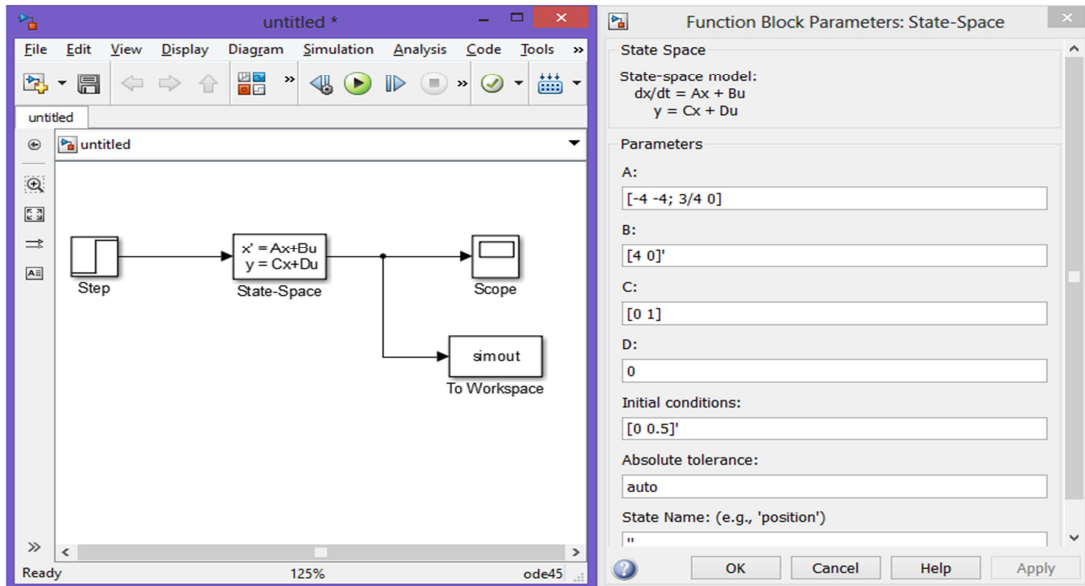 untitled *
File Edit View Display Diagram Simulation Analysis Code Tools »
»
»
untitled
untitled
Step
x' = Ax+Bu
y = Cx+Du
State-Space
Scope
simout
To Workspace
»
Ready 125% ode45
Function Block Parameters: State-Space
State Space
State-space model:
dx/dt = Ax + Bu
y = Cx + Du
Parameters
A:
[-4 -4; 3/4 0]
B:
[4 0]'
C:
[0 1]
D:
0
Initial conditions:
[0 0.5]'
Absolute tolerance:
auto
State Name: (e.g., 'position')
''
OK Cancel Help Apply